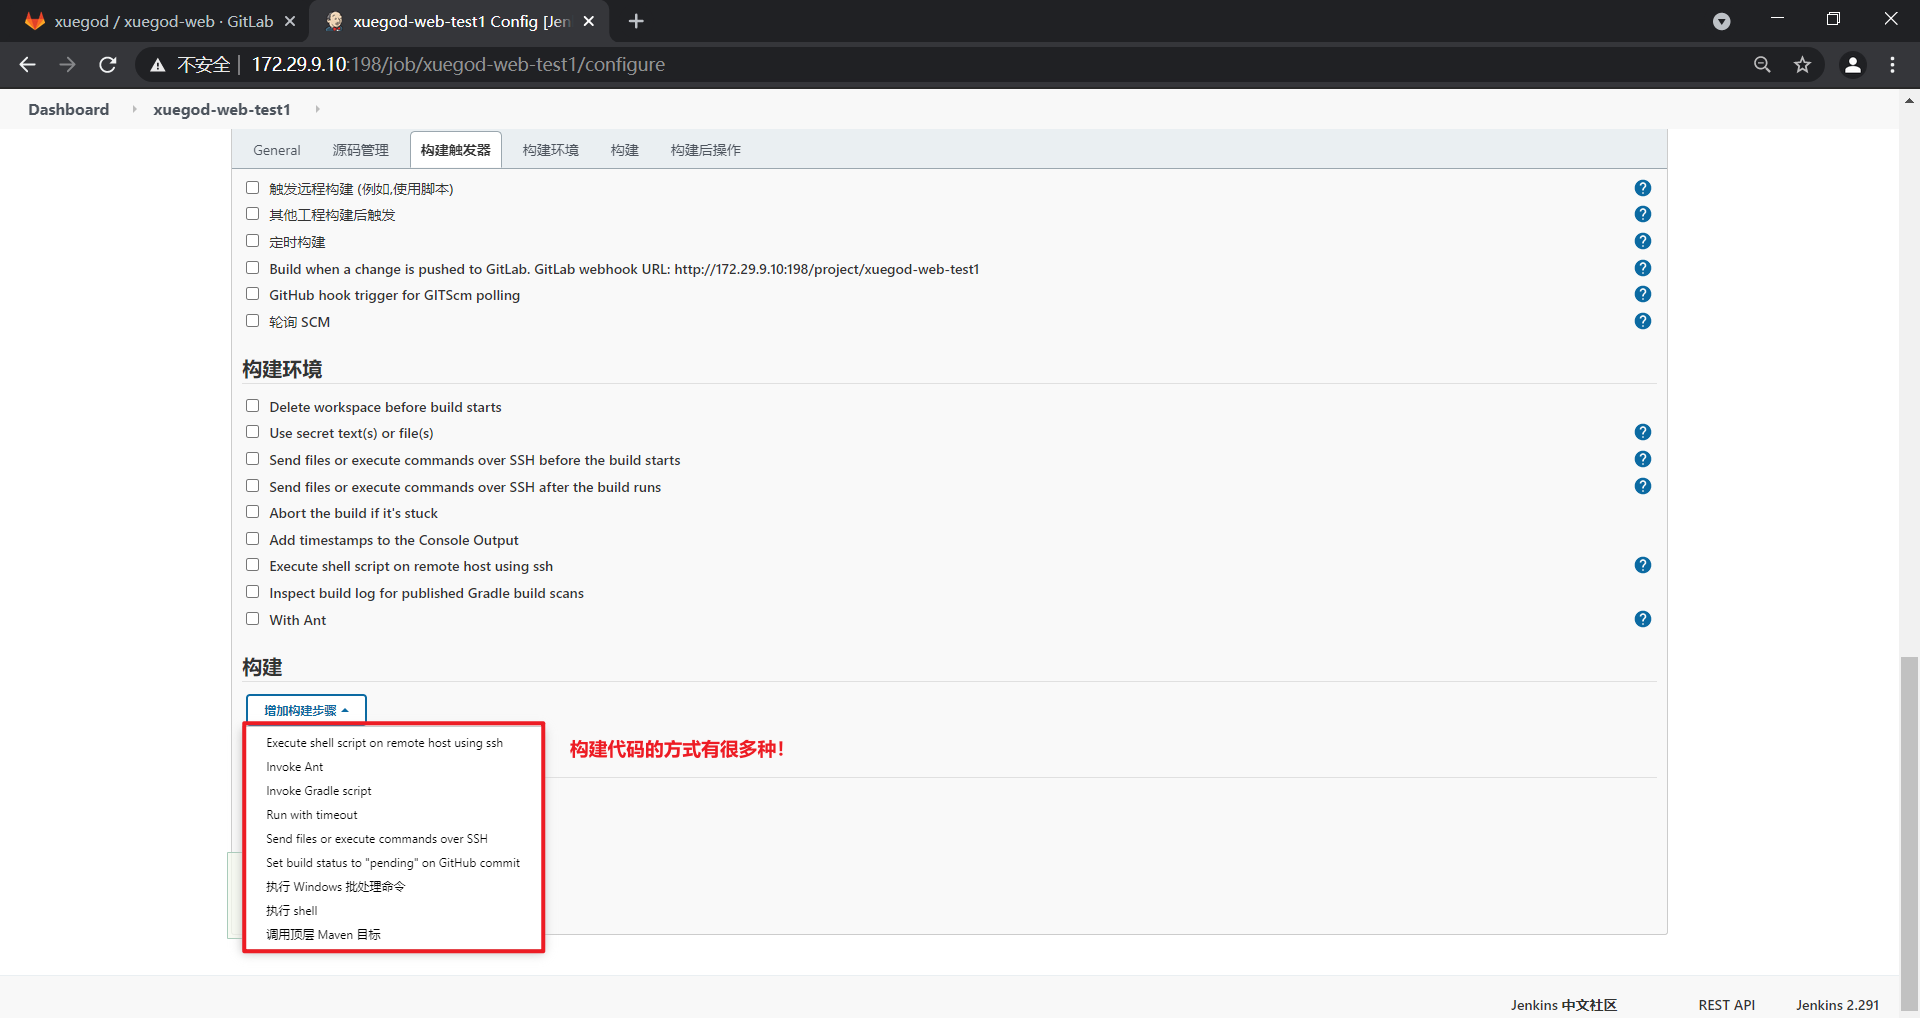 xuegod / xuegod-web · GitLab
xuegod-web-test1 Config [Jen
不安全 | 172.29.9.10:198/job/xuegod-web-test1/configure
Dashboard
xuegod-web-test1
General
源码管理
构建触发器
构建环境
构建
构建后操作
触发远程构建 (例如,使用脚本)
其他工程构建后触发
定时构建
Build when a change is pushed to GitLab. GitLab webhook URL: http://172.29.9.10:198/project/xuegod-web-test1
GitHub hook trigger for GITScm polling
轮询 SCM
构建环境
Delete workspace before build starts
Use secret text(s) or file(s)
Send files or execute commands over SSH before the build starts
Send files or execute commands over SSH after the build runs
Abort the build if it's stuck
Add timestamps to the Console Output
Execute shell script on remote host using ssh
Inspect build log for published Gradle build scans
With Ant
构建
增加构建步骤
Execute shell script on remote host using ssh
构建代码的方式有很多种！
Invoke Ant
Invoke Gradle script
Run with timeout
Send files or execute commands over SSH
Set build status to "pending" on GitHub commit
执行 Windows 批处理命令
执行 shell
调用顶层 Maven 目标
Jenkins 中文社区
REST API
Jenkins 2.291